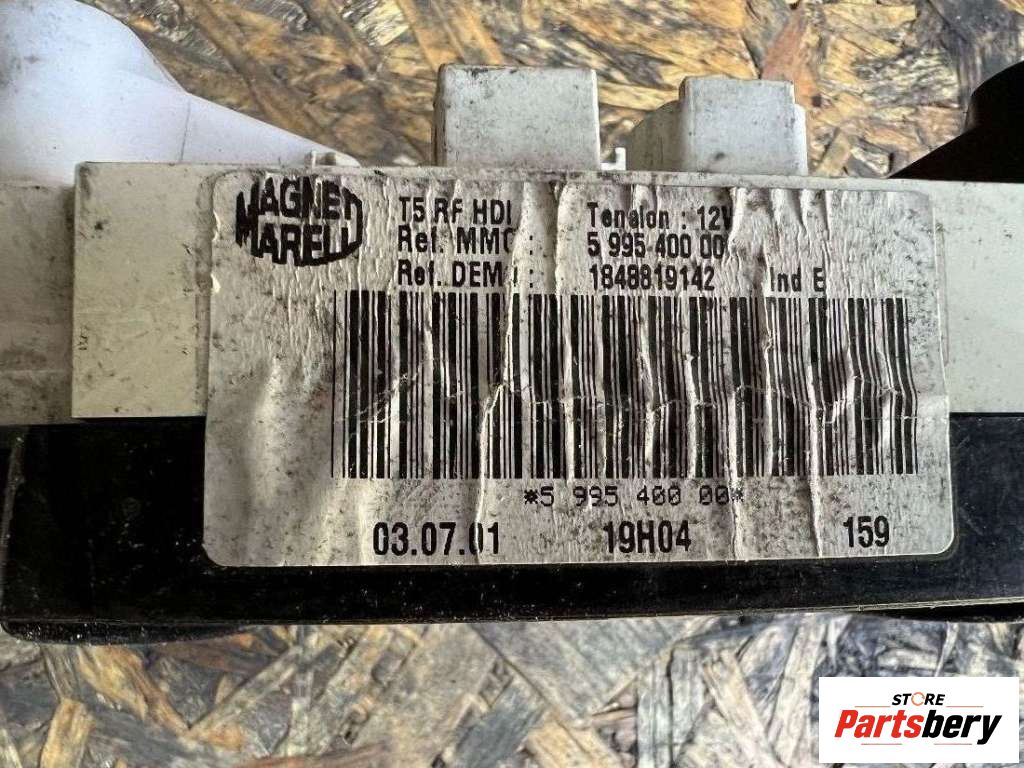 MAGNETI
MARELLI
T5 RF HDI Tension : 12V
Ref. MMC : 5 995 400 00
Ref. DEM : 1848819142 Ind E
*5 995 400 00*
03.07.01 19H04 159
STORE
Partsbery